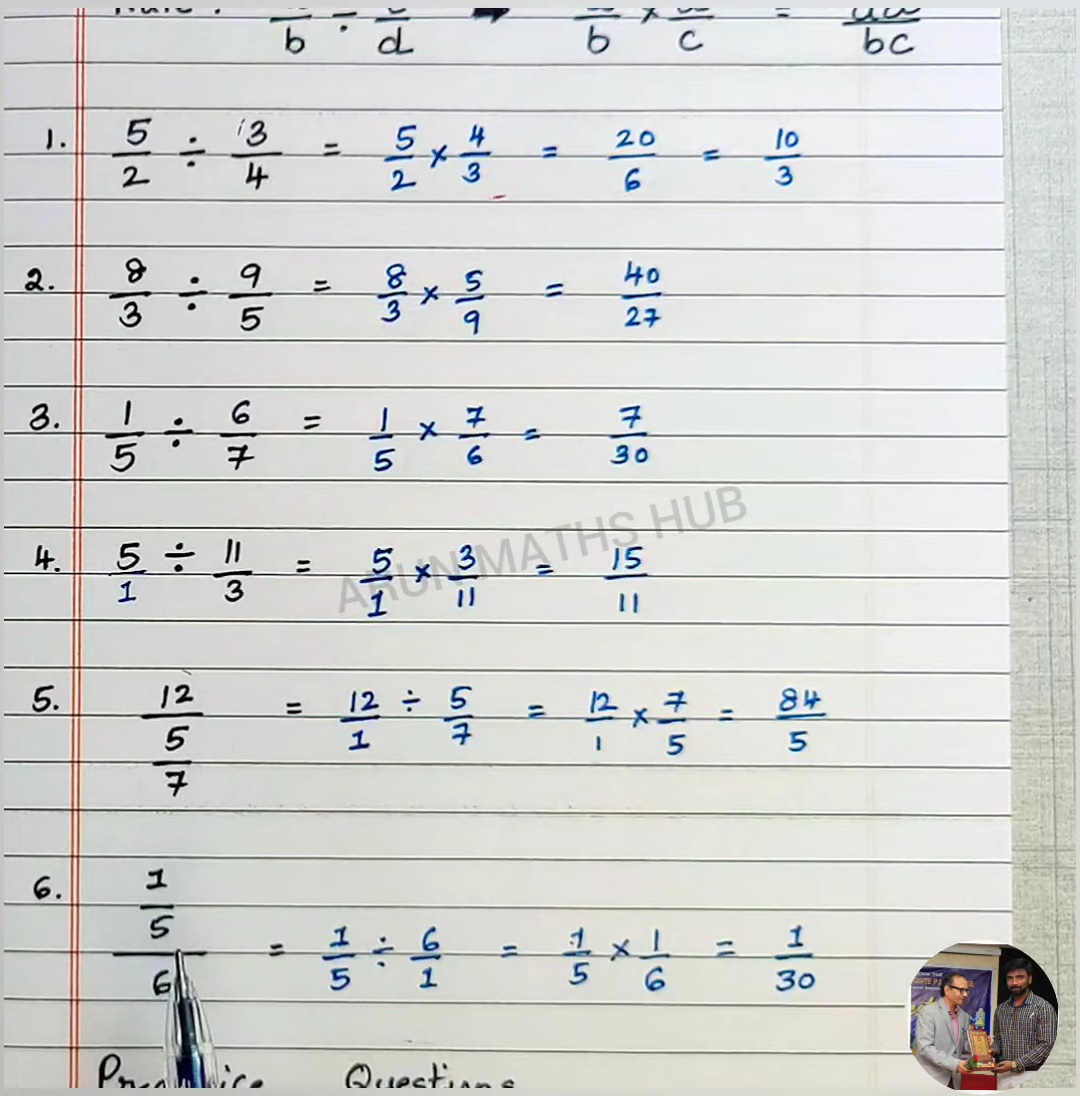 Rule : a/b ÷ c/d ➡ a/b × d/c = ad/bc
1. 5/2 ÷ 3/4 = 5/2 × 4/3 = 20/6 = 10/3
2. 8/3 ÷ 9/5 = 8/3 × 5/9 = 40/27
3. 1/5 ÷ 6/7 = 1/5 × 7/6 = 7/30
ARUN MATHS HUB
4. 5/1 ÷ 11/3 = 5/1 × 3/11 = 15/11
5. 12/(5/7) = 12/1 ÷ 5/7 = 12/1 × 7/5 = 84/5
6. (1/5)/6 = 1/5 ÷ 6/1 = 1/5 × 1/6 = 1/30
Practice Questions